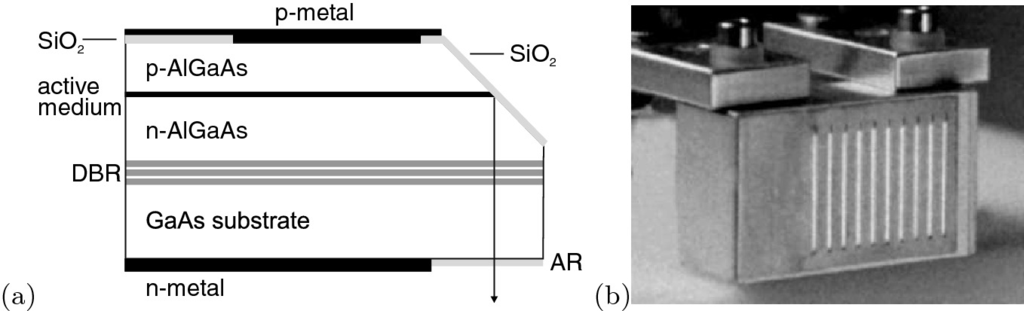 p-metal
SiO₂
SiO₂
p-AlGaAs
active
medium
n-AlGaAs
DBR
GaAs substrate
AR
n-metal
(a)
(b)